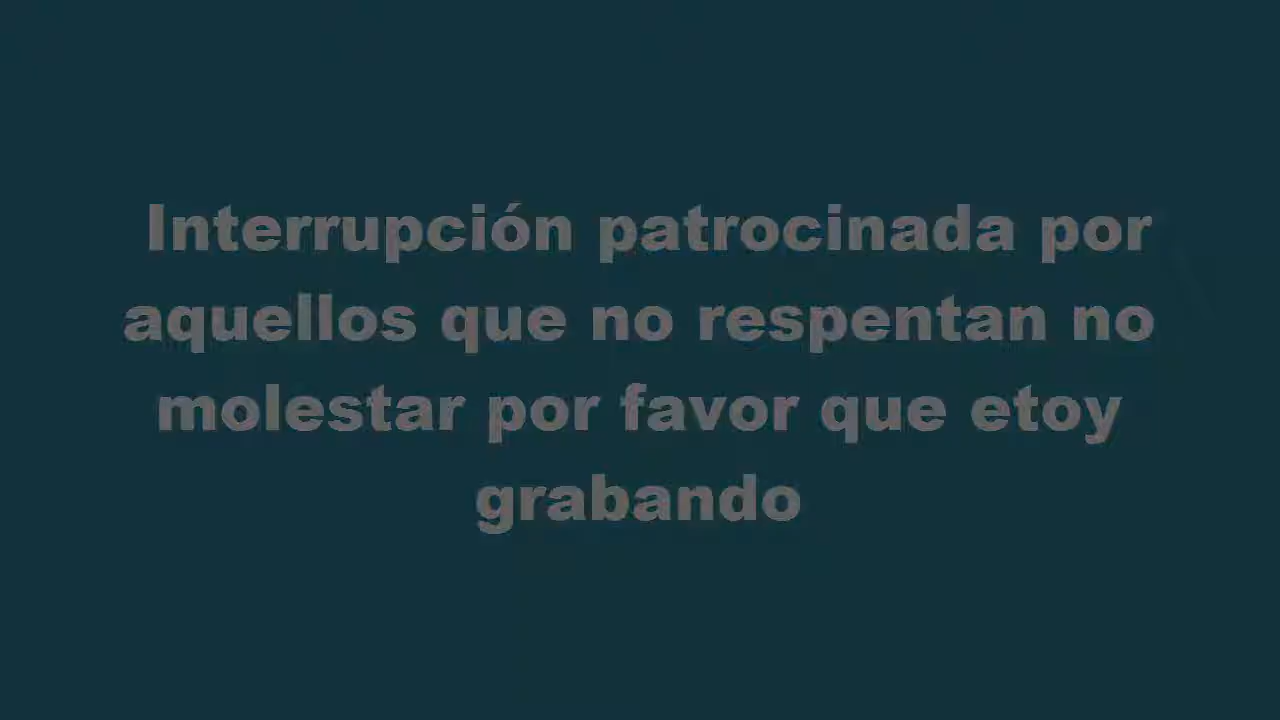 Interrupción patrocinada por
aquellos que no respentan no
molestar por favor que etoy
grabando